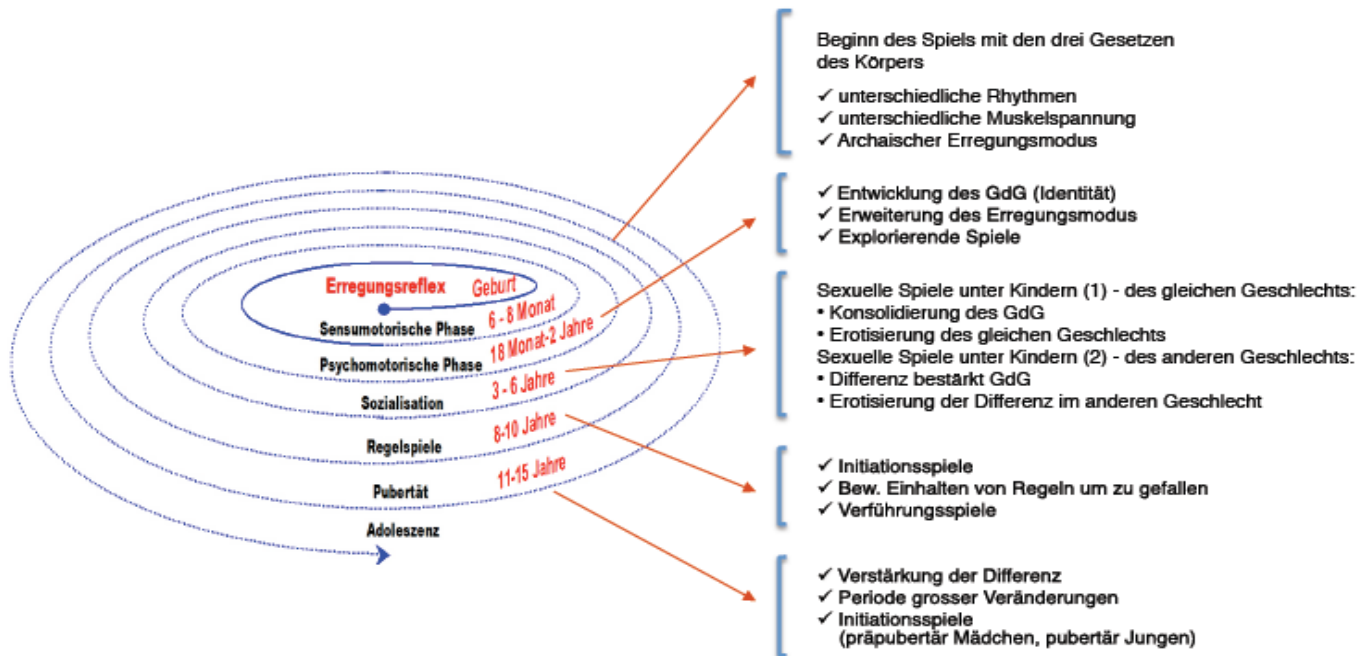 Erregungsreflex
Geburt
Sensumotorische Phase
6 - 8 Monat
Psychomotorische Phase
18 Monat-2 Jahre
Sozialisation
3 - 6 Jahre
Regelspiele
8-10 Jahre
Pubertät
11-15 Jahre
Adoleszenz
Beginn des Spiels mit den drei Gesetzen
des Körpers
✓ unterschiedliche Rhythmen
✓ unterschiedliche Muskelspannung
✓ Archaischer Erregungsmodus
✓ Entwicklung des GdG (Identität)
✓ Erweiterung des Erregungsmodus
✓ Explorierende Spiele
Sexuelle Spiele unter Kindern (1) - des gleichen Geschlechts:
• Konsolidierung des GdG
• Erotisierung des gleichen Geschlechts
Sexuelle Spiele unter Kindern (2) - des anderen Geschlechts:
• Differenz bestärkt GdG
• Erotisierung der Differenz im anderen Geschlecht
✓ Initiationsspiele
✓ Bew. Einhalten von Regeln um zu gefallen
✓ Verführungsspiele
✓ Verstärkung der Differenz
✓ Periode grosser Veränderungen
✓ Initiationsspiele
(präpubertär Mädchen, pubertär Jungen)